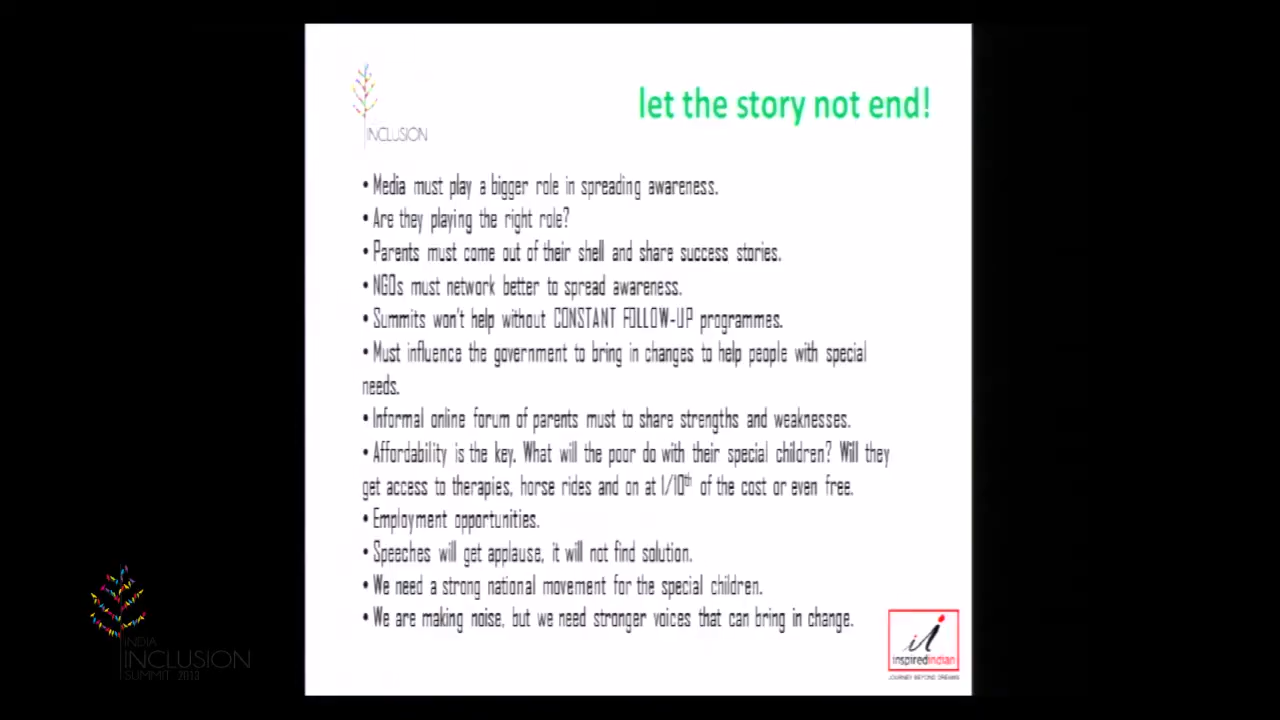 let the story not end!
INCLUSION
• Media must play a bigger role in spreading awareness.
• Are they playing the right role?
• Parents must come out of their shell and share success stories.
• NGOs must network better to spread awareness.
• Summits won't help without CONSTANT FOLLOW-UP programmes.
• Must influence the government to bring in changes to help people with special
needs.
• Informal online forum of parents must to share strengths and weaknesses.
• Affordability is the key. What will the poor do with their special children? Will they
get access to therapies, horse rides and on at 1/10th of the cost or even free.
• Employment opportunities.
• Speeches will get applause, it will not find solution.
• We need a strong national movement for the special children.
• We are making noise, but we need stronger voices that can bring in change.
inspiredindian
JOURNEY BEYOND DREAMS
INDIA
INCLUSION
SUMMIT 2013